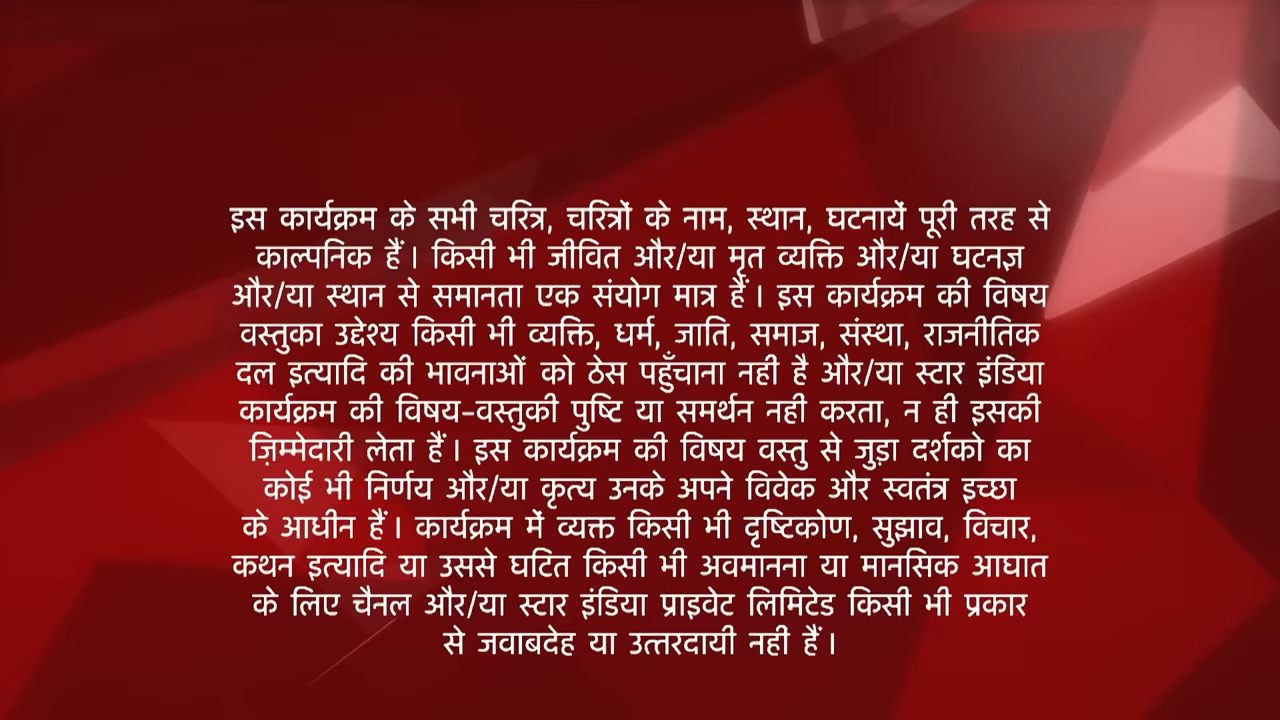 इस कार्यक्रम के सभी चरित्र, चरित्रों के नाम, स्थान, घटनायें पूरी तरह से
काल्पनिक हैं। किसी भी जीवित और/या मृत व्यक्ति और/या घटनज्ञ
और/या स्थान से समानता एक संयोग मात्र हैं। इस कार्यक्रम की विषय
वस्तुका उद्देश्य किसी भी व्यक्ति, धर्म, जाति, समाज, संस्था, राजनीतिक
दल इत्यादि की भावनाओं को ठेस पहुँचाना नही है और/या स्टार इंडिया
कार्यक्रम की विषय-वस्तुकी पुष्टि या समर्थन नही करता, न ही इसकी
ज़िम्मेदारी लेता हैं। इस कार्यक्रम की विषय वस्तु से जुड़ा दर्शको का
कोई भी निर्णय और/या कृत्य उनके अपने विवेक और स्वतंत्र इच्छा
के आधीन हैं। कार्यक्रम में व्यक्त किसी भी दृष्टिकोण, सुझाव, विचार,
कथन इत्यादि या उससे घटित किसी भी अवमानना या मानसिक आघात
के लिए चैनल और/या स्टार इंडिया प्राइवेट लिमिटेड किसी भी प्रकार
से जवाबदेह या उत्तरदायी नही हैं।